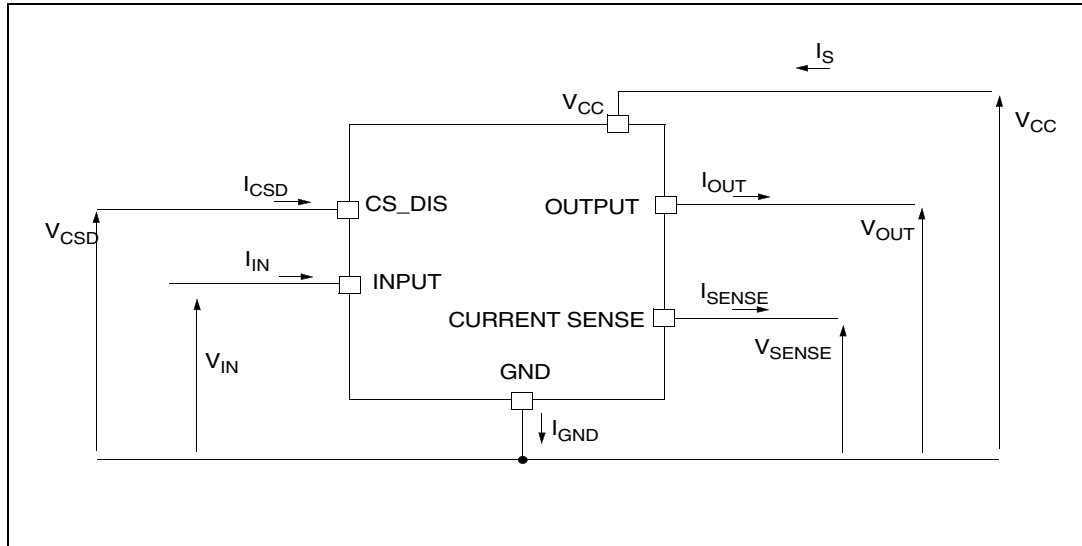 I_S
V_CC
V_CC
I_CSD
CS_DIS
OUTPUT
I_OUT
V_CSD
V_OUT
I_IN
INPUT
I_SENSE
CURRENT SENSE
V_IN
V_SENSE
GND
I_GND